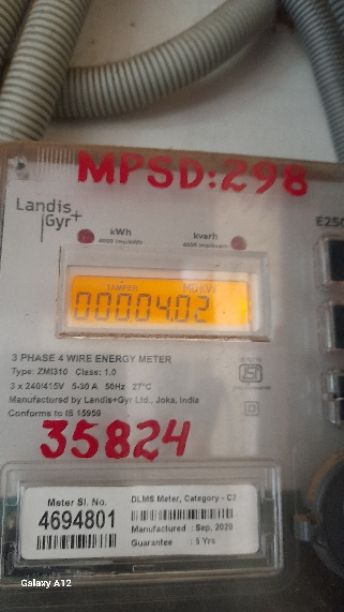 MPSD:298
Landis+
Gyr+
kWh
kvarh
E250
TAMPER MD kVA
000004.02
3 PHASE 4 WIRE ENERGY METER
Type: ZMI310 Class: 1.0
3 x 240/415V 5-30 A 50Hz 27°C
Manufactured by Landis+Gyr Ltd., Joka, India
Conforms to IS 15959
35824
Meter Sl. No.
4694801
DLMS Meter, Category - C2
Manufactured : Sep, 2020
Guarantee : 5 Yrs
Galaxy A12